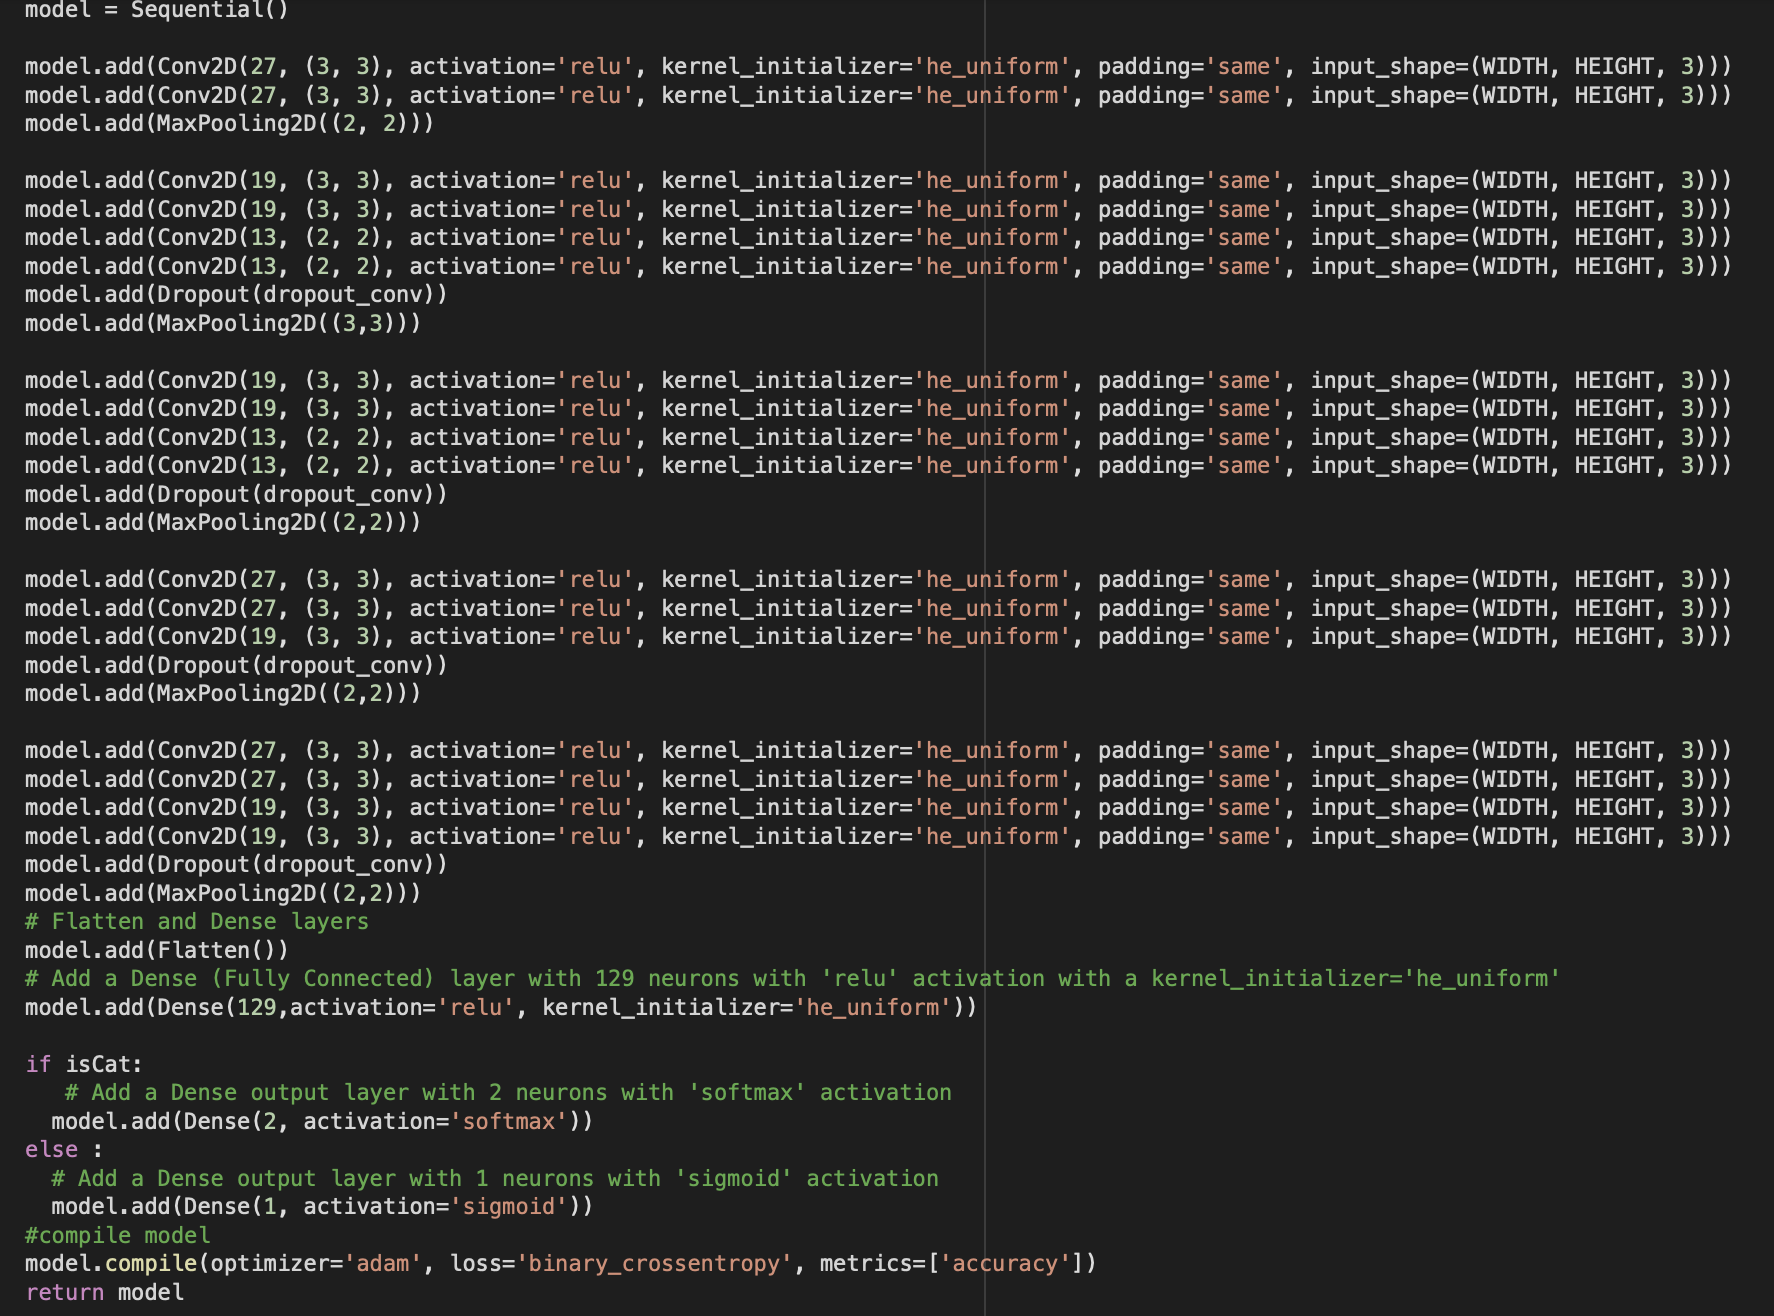 model = Sequential()
model.add(Conv2D(27, (3, 3), activation='relu', kernel_initializer='he_uniform', padding='same', input_shape=(WIDTH, HEIGHT, 3)))
model.add(Conv2D(27, (3, 3), activation='relu', kernel_initializer='he_uniform', padding='same', input_shape=(WIDTH, HEIGHT, 3)))
model.add(MaxPooling2D((2, 2)))
model.add(Conv2D(19, (3, 3), activation='relu', kernel_initializer='he_uniform', padding='same', input_shape=(WIDTH, HEIGHT, 3)))
model.add(Conv2D(19, (3, 3), activation='relu', kernel_initializer='he_uniform', padding='same', input_shape=(WIDTH, HEIGHT, 3)))
model.add(Conv2D(13, (2, 2), activation='relu', kernel_initializer='he_uniform', padding='same', input_shape=(WIDTH, HEIGHT, 3)))
model.add(Conv2D(13, (2, 2), activation='relu', kernel_initializer='he_uniform', padding='same', input_shape=(WIDTH, HEIGHT, 3)))
model.add(Dropout(dropout_conv))
model.add(MaxPooling2D((3,3)))
model.add(Conv2D(19, (3, 3), activation='relu', kernel_initializer='he_uniform', padding='same', input_shape=(WIDTH, HEIGHT, 3)))
model.add(Conv2D(19, (3, 3), activation='relu', kernel_initializer='he_uniform', padding='same', input_shape=(WIDTH, HEIGHT, 3)))
model.add(Conv2D(13, (2, 2), activation='relu', kernel_initializer='he_uniform', padding='same', input_shape=(WIDTH, HEIGHT, 3)))
model.add(Conv2D(13, (2, 2), activation='relu', kernel_initializer='he_uniform', padding='same', input_shape=(WIDTH, HEIGHT, 3)))
model.add(Dropout(dropout_conv))
model.add(MaxPooling2D((2,2)))
model.add(Conv2D(27, (3, 3), activation='relu', kernel_initializer='he_uniform', padding='same', input_shape=(WIDTH, HEIGHT, 3)))
model.add(Conv2D(27, (3, 3), activation='relu', kernel_initializer='he_uniform', padding='same', input_shape=(WIDTH, HEIGHT, 3)))
model.add(Conv2D(19, (3, 3), activation='relu', kernel_initializer='he_uniform', padding='same', input_shape=(WIDTH, HEIGHT, 3)))
model.add(Dropout(dropout_conv))
model.add(MaxPooling2D((2,2)))
model.add(Conv2D(27, (3, 3), activation='relu', kernel_initializer='he_uniform', padding='same', input_shape=(WIDTH, HEIGHT, 3)))
model.add(Conv2D(27, (3, 3), activation='relu', kernel_initializer='he_uniform', padding='same', input_shape=(WIDTH, HEIGHT, 3)))
model.add(Conv2D(19, (3, 3), activation='relu', kernel_initializer='he_uniform', padding='same', input_shape=(WIDTH, HEIGHT, 3)))
model.add(Conv2D(19, (3, 3), activation='relu', kernel_initializer='he_uniform', padding='same', input_shape=(WIDTH, HEIGHT, 3)))
model.add(Dropout(dropout_conv))
model.add(MaxPooling2D((2,2)))
# Flatten and Dense layers
model.add(Flatten())
# Add a Dense (Fully Connected) layer with 129 neurons with 'relu' activation with a kernel_initializer='he_uniform'
model.add(Dense(129,activation='relu', kernel_initializer='he_uniform'))
if isCat:
# Add a Dense output layer with 2 neurons with 'softmax' activation
model.add(Dense(2, activation='softmax'))
else :
# Add a Dense output layer with 1 neurons with 'sigmoid' activation
model.add(Dense(1, activation='sigmoid'))
#compile model
model.compile(optimizer='adam', loss='binary_crossentropy', metrics=['accuracy'])
return model